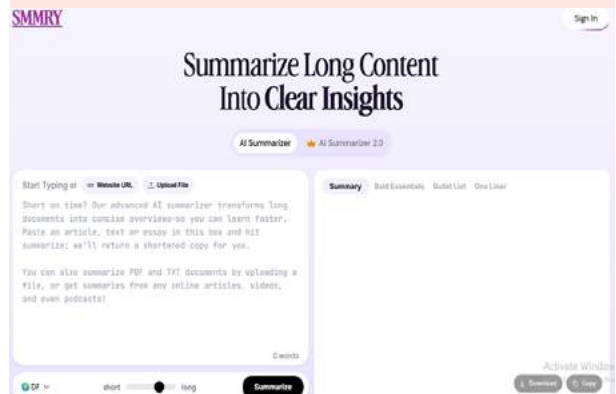 SMMRY
Sign In
Summarize Long Content
Into Clear Insights
AI Summarizer
AI Summarizer 2.0
Start Typing or
Website URL
Upload File
Short on time? Our advanced AI summarizer transforms long
documents into concise overviews—so you can learn faster.
Paste an article, text or essay in this box and hit
summarize; we'll return a shortened copy for you.
You can also summarize PDF and TXT documents by uploading a
file, or get summaries from any online articles, videos,
and even podcasts!
0 words
Summary
Bold Essentials
Bullet List
One Liner
short
long
Summarize
Activate Window
Download
Copy